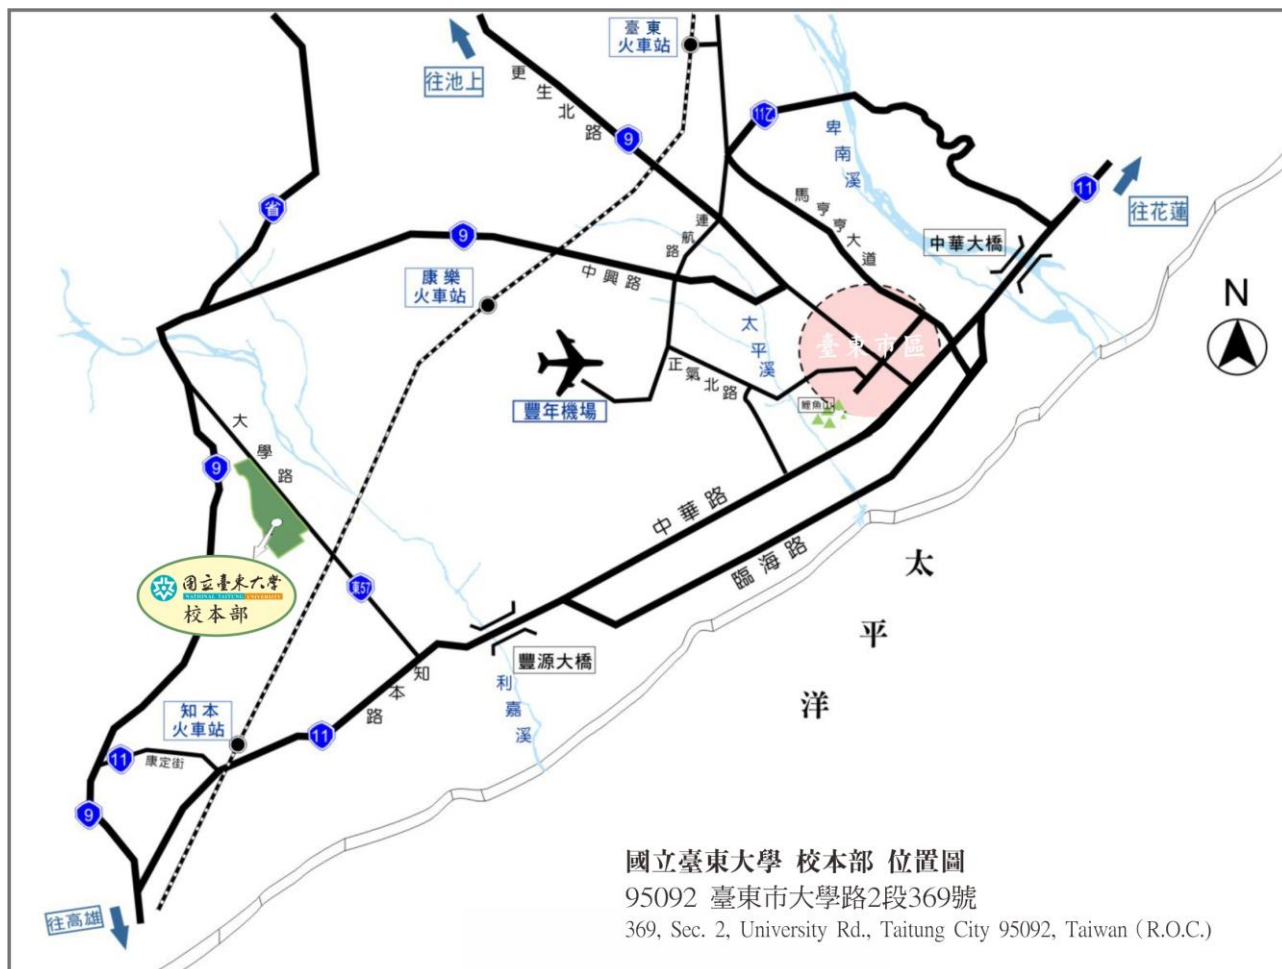 臺東
火車站
往池上
更生北路
9
11乙
卑南溪
11
往花蓮
省
9
連航路
馬亨亨大道
中華大橋
N
康樂
火車站
中興路
太平溪
臺東市區
正氣北路
鯉魚山
豐年機場
大學路
9
中華路
臨海路
太平洋
國立臺東大學
NATIONAL TAITUNG UNIVERSITY
校本部
東57
豐源大橋
知本路
利嘉溪
知本
火車站
11
11
康定街
9
往高雄
國立臺東大學 校本部 位置圖
95092 臺東市大學路2段369號
369, Sec. 2, University Rd., Taitung City 95092, Taiwan (R.O.C.)